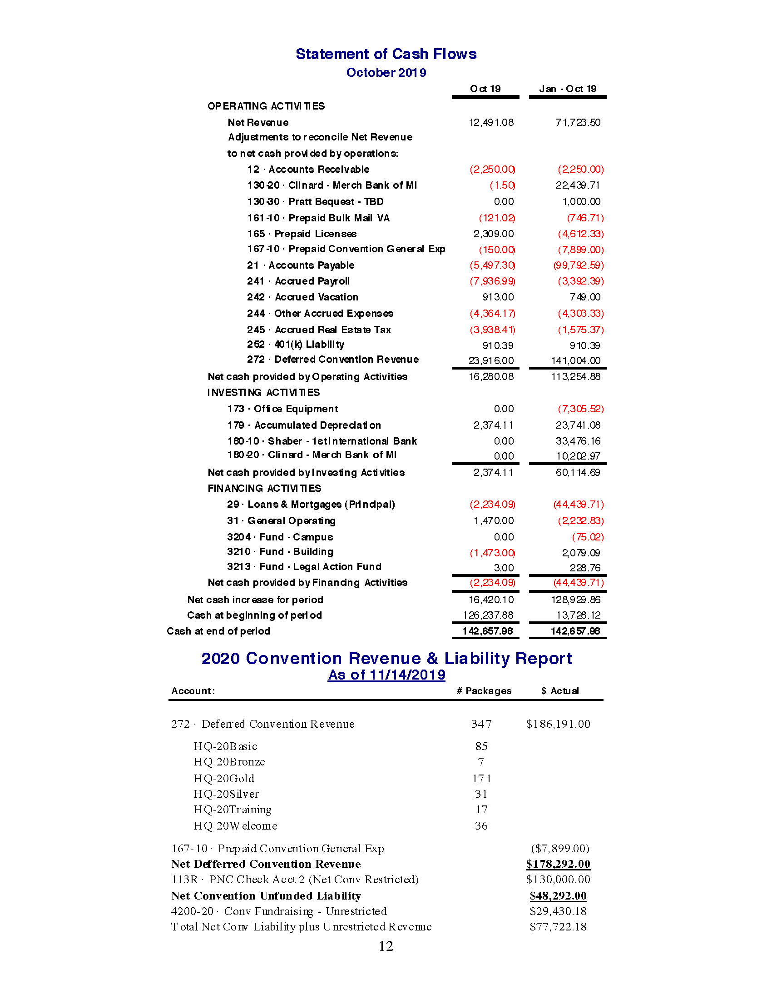 Statement of Cash Flows
October 2019
Oct 19 Jan - Oct 19
OPERATING ACTIVITIES
Net Revenue 12,491.08 71,723.50
Adjustments to reconcile Net Revenue
to net cash provided by operations:
12 · Accounts Receivable (2,250.00) (2,250.00)
130-20 · Clinard - Merch Bank of MI (1.50) 22,439.71
130-30 · Pratt Bequest - TBD 0.00 1,000.00
161-10 · Prepaid Bulk Mail VA (121.02) (746.71)
165 · Prepaid Licenses 2,309.00 (4,612.33)
167-10 · Prepaid Convention General Exp (150.00) (7,899.00)
21 · Accounts Payable (5,497.30) (99,792.59)
241 · Accrued Payroll (7,936.99) (3,392.39)
242 · Accrued Vacation 913.00 749.00
244 · Other Accrued Expenses (4,364.17) (4,303.33)
245 · Accrued Real Estate Tax (3,938.41) (1,575.37)
252 · 401(k) Liability 910.39 910.39
272 · Deferred Convention Revenue 23,916.00 141,004.00
Net cash provided by Operating Activities 16,280.08 113,254.88
INVESTING ACTIVITIES
173 · Office Equipment 0.00 (7,305.52)
179 · Accumulated Depreciation 2,374.11 23,741.08
180-10 · Shaber - 1st International Bank 0.00 33,476.16
180-20 · Clinard - Merch Bank of MI 0.00 10,202.97
Net cash provided by Investing Activities 2,374.11 60,114.69
FINANCING ACTIVITIES
29 · Loans & Mortgages (Principal) (2,234.09) (44,439.71)
31 · General Operating 1,470.00 (2,232.83)
3204 · Fund - Campus 0.00 (75.02)
3210 · Fund - Building (1,473.00) 2,079.09
3213 · Fund - Legal Action Fund 3.00 228.76
Net cash provided by Financing Activities (2,234.09) (44,439.71)
Net cash increase for period 16,420.10 128,929.86
Cash at beginning of period 126,237.88 13,728.12
Cash at end of period 142,657.98 142,657.98
2020 Convention Revenue & Liability Report
As of 11/14/2019
Account: # Packages $ Actual
272 · Deferred Convention Revenue 347 $186,191.00
HQ-20Basic 85
HQ-20Bronze 7
HQ-20Gold 171
HQ-20Silver 31
HQ-20Training 17
HQ-20Welcome 36
167-10 · Prepaid Convention General Exp ($7,899.00)
Net Defferred Convention Revenue $178,292.00
113R · PNC Check Acct 2 (Net Conv Restricted) $130,000.00
Net Convention Unfunded Liability $48,292.00
4200-20 · Conv Fundraising - Unrestricted $29,430.18
Total Net Conv Liability plus Unrestricted Revenue $77,722.18
12